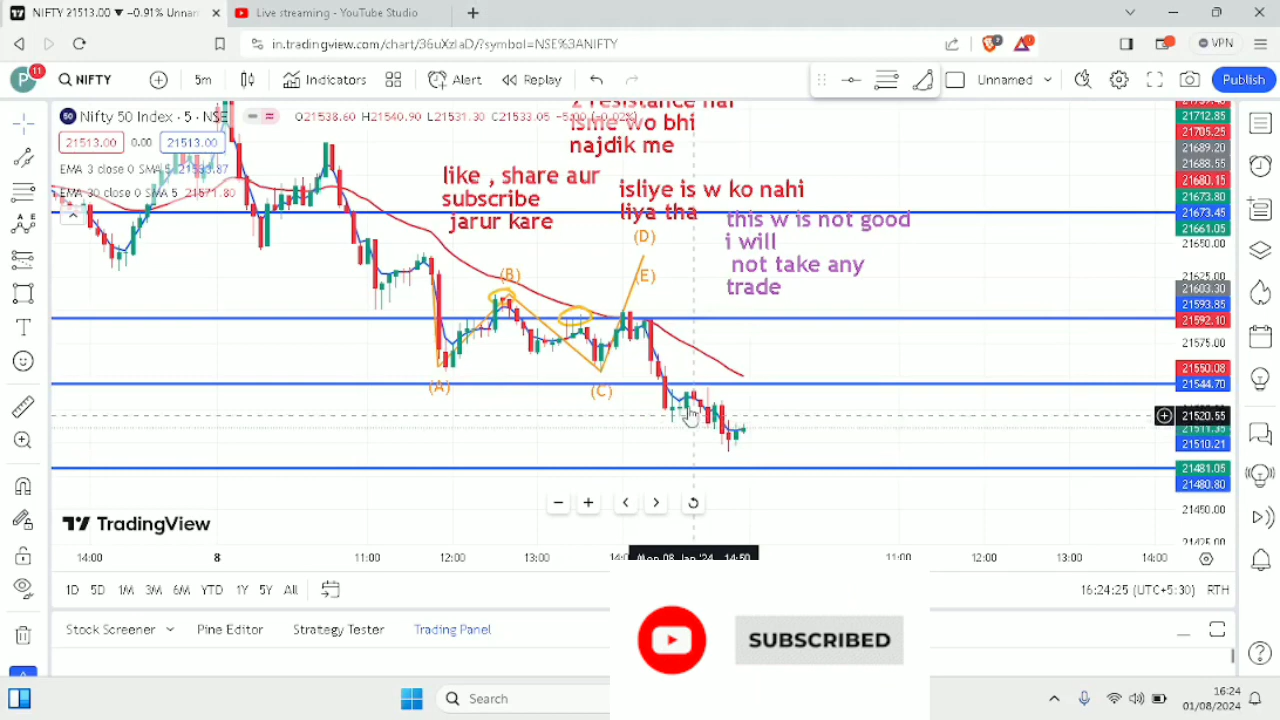 NIFTY 21513.00 ▼ −0.91% Unnan
Live streaming - YouTube Studio
in.tradingview.com/chart/36uXzIaD/?symbol=NSE%3ANIFTY
VPN
P
11
NIFTY
5m
Indicators
Alert
Replay
Unnamed
Publish
Nifty 50 Index · 5 · NSE
O21538.60 H21540.90 L21531.30 C21533.05
21513.00
0.00
21513.00
EMA 3 close 0 SMA 5
EMA 30 close 0 SMA 5 21571.80
2 resistance hai
isme wo bhi
najdik me
like , share aur
subscribe
jarur kare
isliye is w ko nahi
liya tha
this w is not good
i will
not take any
trade
(A)
(B)
(C)
(D)
(E)
21712.85
21705.25
21689.20
21688.55
21680.15
21673.80
21673.45
21661.05
21650.00
21625.00
21603.30
21593.85
21592.10
21575.00
21550.08
21544.70
21520.55
21511.35
21510.21
21481.05
21480.80
21450.00
21425.00
TradingView
14:00
8
11:00
12:00
13:00
Mon 08 Jan '24 14:50
11:00
12:00
13:00
14:00
1D 5D 1M 3M 6M YTD 1Y 5Y All
16:24:25 (UTC+5:30) RTH
Stock Screener
Pine Editor
Strategy Tester
Trading Panel
SUBSCRIBED
Search
16:24
01/08/2024